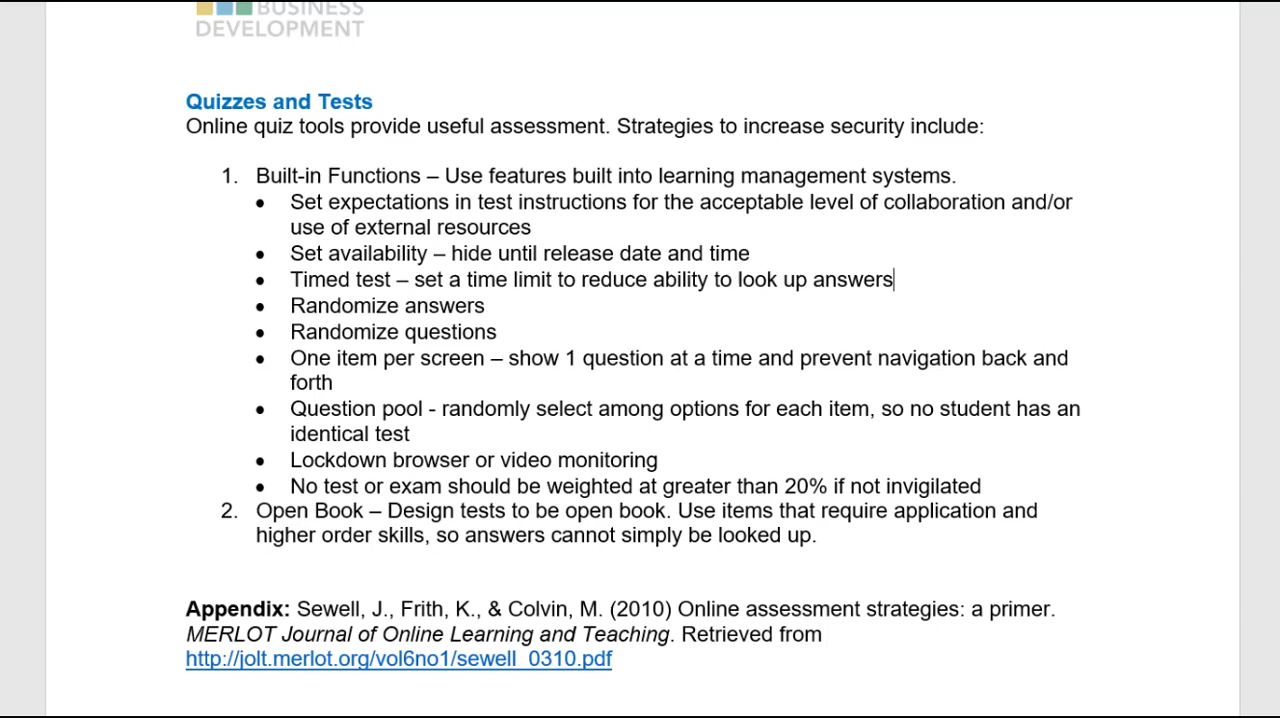 BUSINESS
DEVELOPMENT
Quizzes and Tests
Online quiz tools provide useful assessment. Strategies to increase security include:
1. Built-in Functions – Use features built into learning management systems.
• Set expectations in test instructions for the acceptable level of collaboration and/or
use of external resources
• Set availability – hide until release date and time
• Timed test – set a time limit to reduce ability to look up answers
• Randomize answers
• Randomize questions
• One item per screen – show 1 question at a time and prevent navigation back and
forth
• Question pool - randomly select among options for each item, so no student has an
identical test
• Lockdown browser or video monitoring
• No test or exam should be weighted at greater than 20% if not invigilated
2. Open Book – Design tests to be open book. Use items that require application and
higher order skills, so answers cannot simply be looked up.
Appendix: Sewell, J., Frith, K., & Colvin, M. (2010) Online assessment strategies: a primer.
MERLOT Journal of Online Learning and Teaching. Retrieved from
http://jolt.merlot.org/vol6no1/sewell_0310.pdf